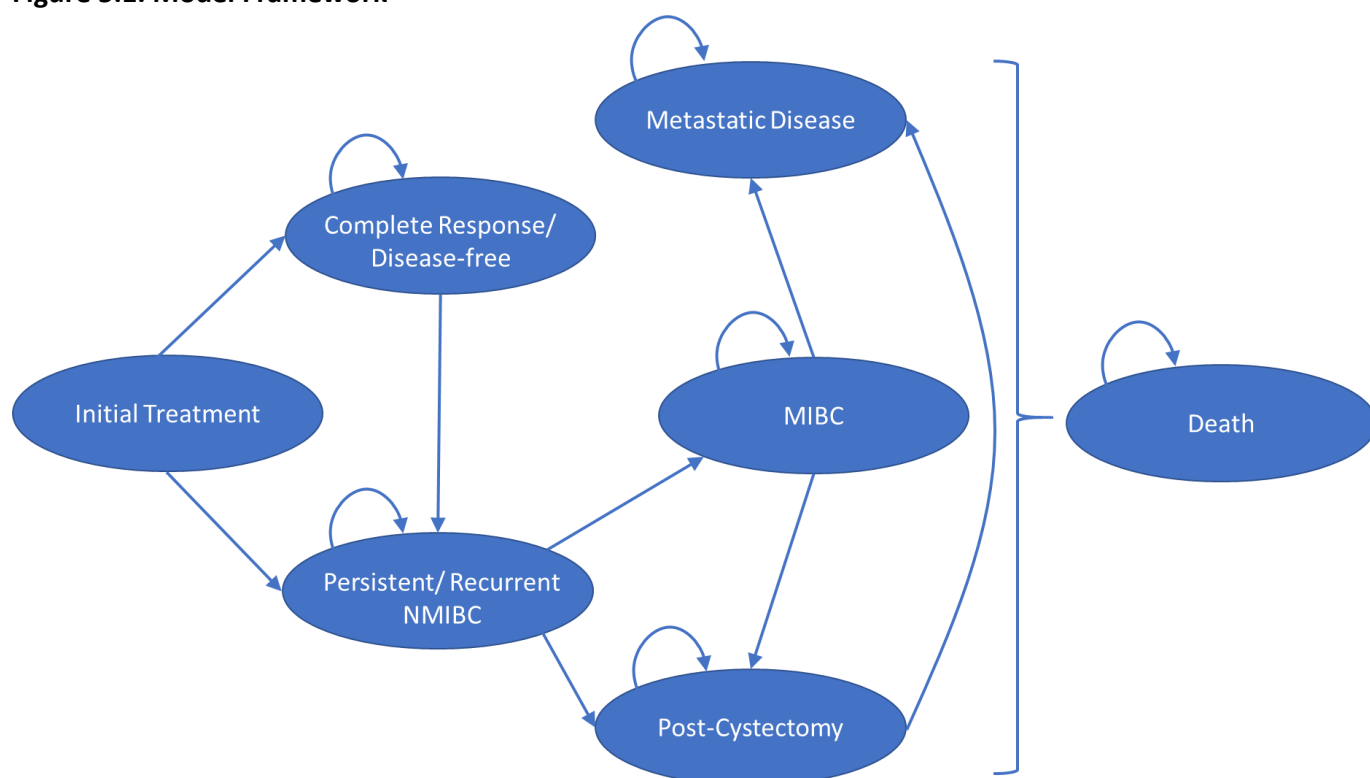 Metastatic Disease
Complete Response/
Disease-free
Initial Treatment
MIBC
Death
Persistent/ Recurrent
NMIBC
Post-Cystectomy